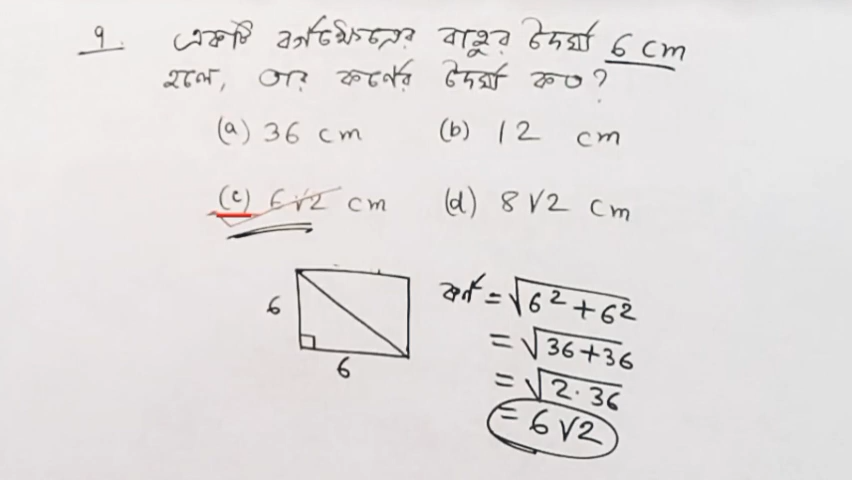 ৭. একটি বর্গক্ষেত্রের বাহুর দৈর্ঘ্য 6 cm
হলে, তার কর্ণের দৈর্ঘ্য কত?
(a) 36 cm (b) 12 cm
(c) 6√2 cm (d) 8√2 cm
6
6
কর্ণ = √6² + 6²
= √36 + 36
= √2 · 36
= 6√2